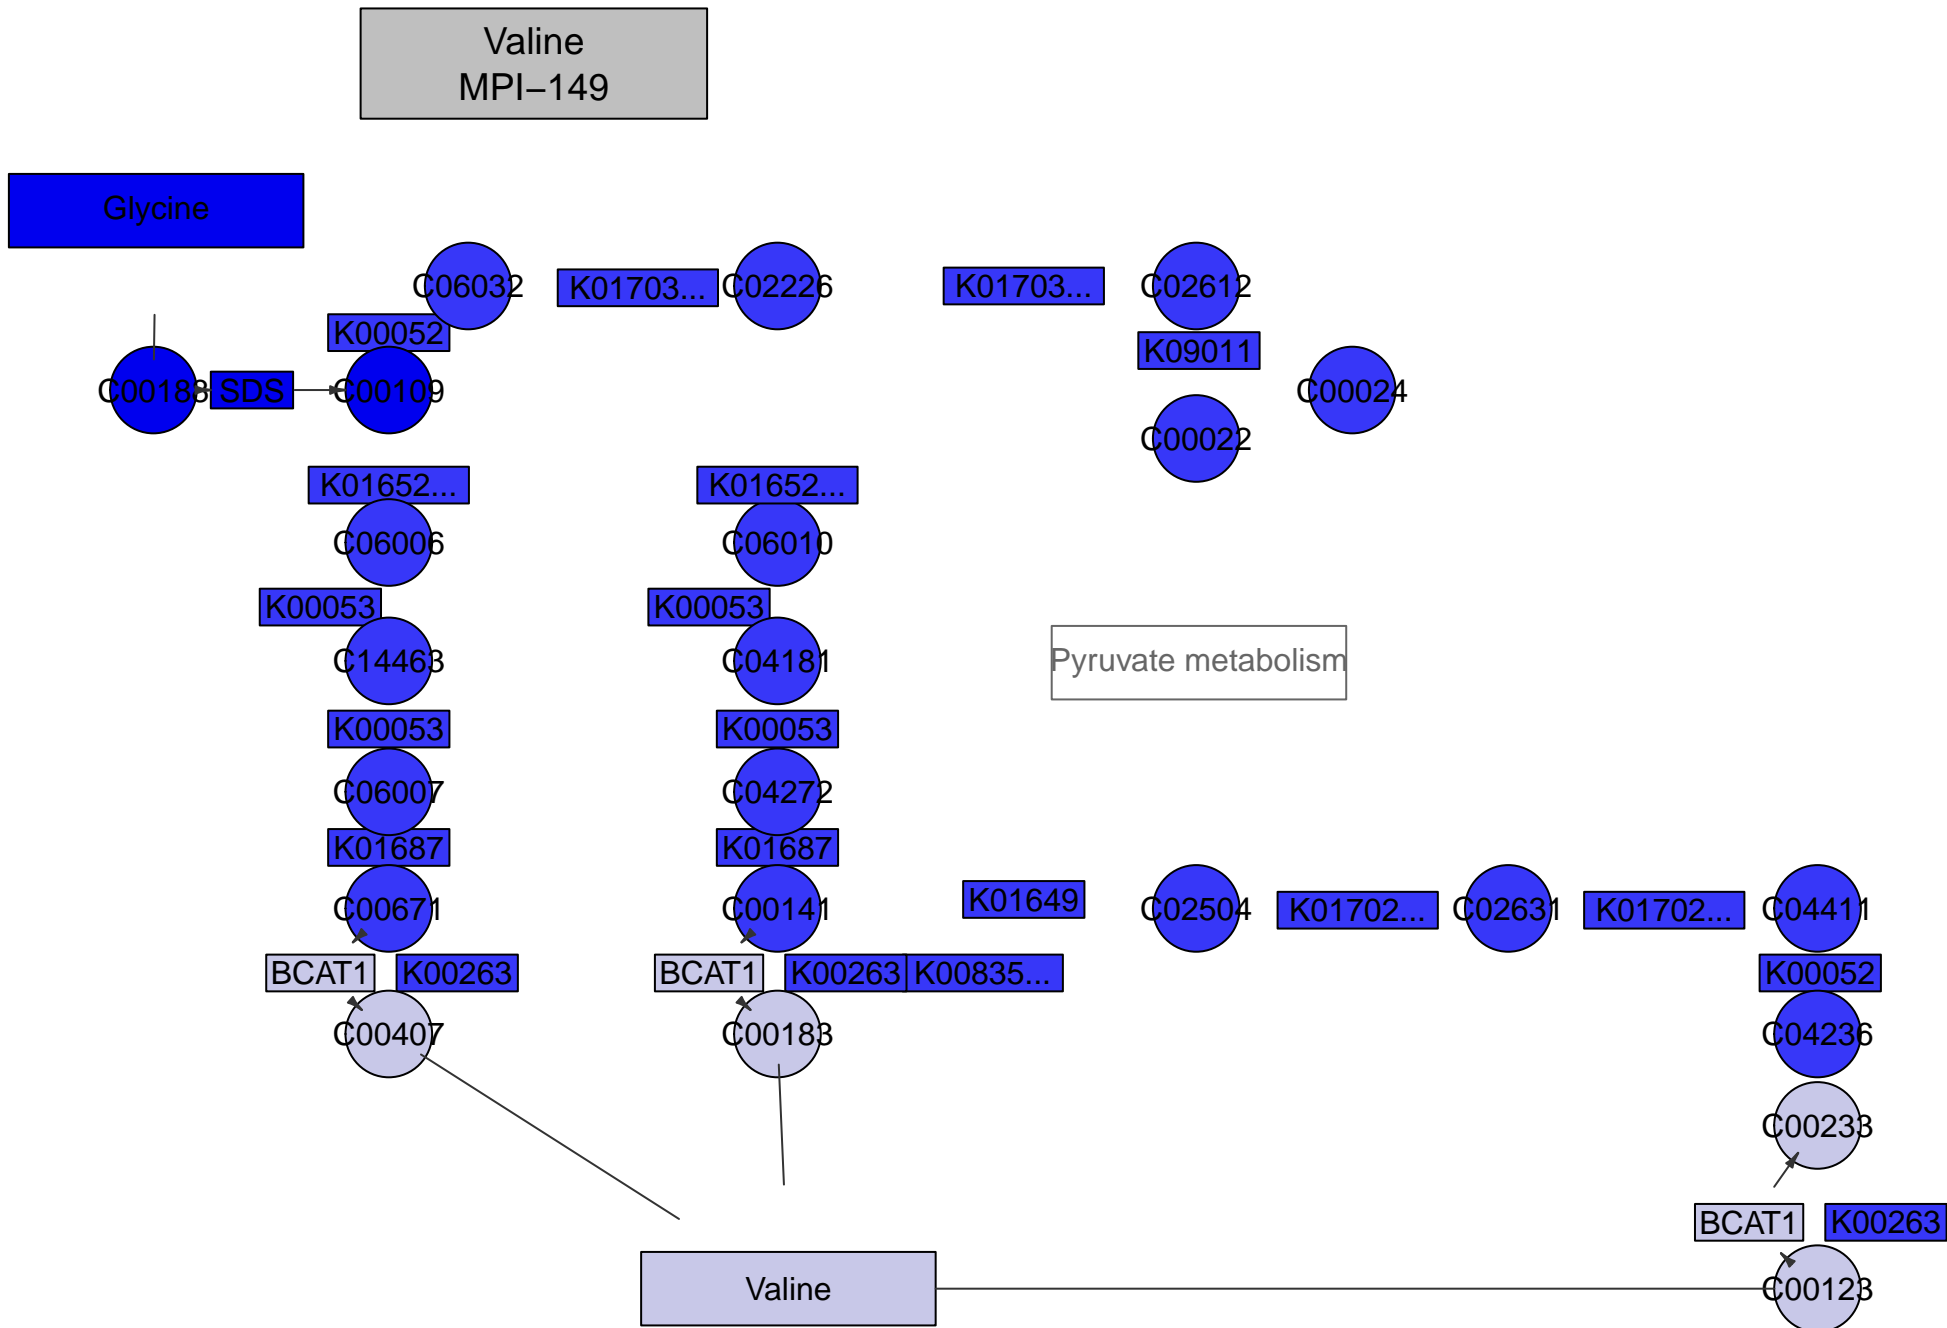 Valine
MPI−149
Glycine
C06032
K01703...
C02226
K01703...
C02612
K00052
K09011
C00188
SDS
C00109
C00024
C00022
K01652...
K01652...
C06006
C06010
K00053
K00053
C14463
C04181
Pyruvate metabolism
K00053
K00053
C06007
C04272
K01687
K01687
C00671
C00141
K01649
C02504
K01702...
C02631
K01702...
C04411
BCAT1
K00263
BCAT1
K00263
K00835...
K00052
C00407
C00183
C04236
C00233
BCAT1
K00263
Valine
C00123